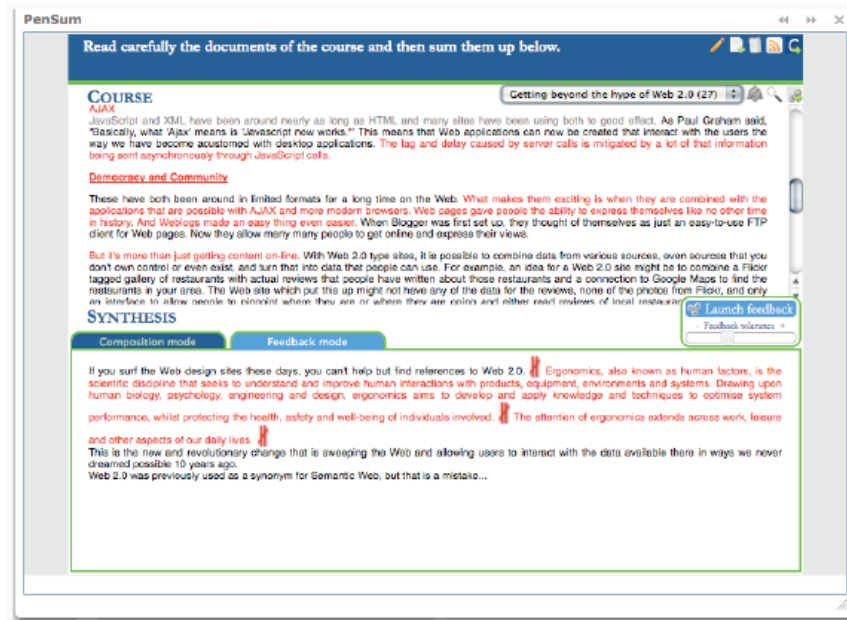 PenSum
Read carefully the documents of the course and then sum them up below.
COURSE
Getting beyond the hype of Web 2.0 (27)
AJAX
JavaScript and XML have been around nearly as long as HTML and many sites have been using both to good effect. As Paul Graham said,
"Basically, what 'Ajax' means is 'Javascript now works.'" This means that Web applications can now be created that interact with the users the
way we have become acustomed with desktop applications. The lag and delay caused by server calls is mitigated by a lot of that information
being sent asynchronously through JavaScript calls.
Democracy and Community
These have both been around in limited formats for a long time on the Web. What makes them exciting is when they are combined with the
applications that are possible with AJAX and more modern browsers. Web pages gave people the ability to express themselves like no other time
in history. And Weblogs made an easy thing even easier. When Blogger was first set up, they thought of themselves as just an easy-to-use FTP
client for Web pages. Now they allow many many people to get online and express their views.
But it's more than just getting content on-line. With Web 2.0 type sites, it is possible to combine data from various sources, even sources that you
don't own control or even exist, and turn that into data that people can use. For example, an idea for a Web 2.0 site might be to combine a Flickr
tagged gallery of restaurants with actual reviews that people have written about those restaurants and a connection to Google Maps to find the
restaurants in your area. The Web site which put this up might not have any of the data for the reviews, none of the photos from Flickr, and only
an interface to allow people to pinpoint where they are or where they are going and either read reviews of local
SYNTHESIS
Launch feedback
- Feedback tolerance +
Composition mode
Feedback mode
If you surf the Web design sites these days, you can't help but find references to Web 2.0. Ergonomics, also known as human factors, is the
scientific discipline that seeks to understand and improve human interactions with products, equipment, environments and systems. Drawing upon
human biology, psychology, engineering and design, ergonomics aims to develop and apply knowledge and techniques to optimise system
performance, whilst protecting the health, safety and well-being of individuals involved. The attention of ergonomics extends across work, leisure
and other aspects of our daily lives.
This is the new and revolutionary change that is sweeping the Web and allowing users to interact with the data available there in ways we never
dreamed possible 10 years ago.
Web 2.0 was previously used as a synonym for Semantic Web, but that is a mistake...